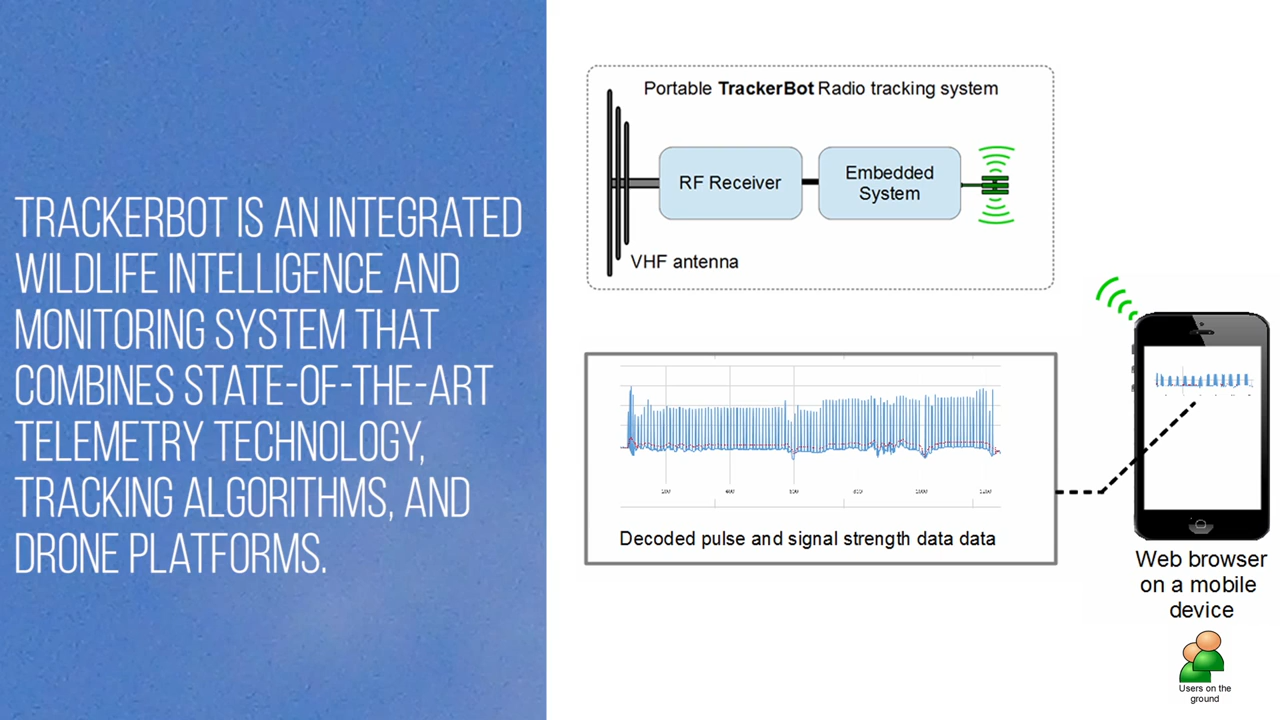 TRACKERBOT IS AN INTEGRATED
WILDLIFE INTELLIGENCE AND
MONITORING SYSTEM THAT
COMBINES STATE-OF-THE-ART
TELEMETRY TECHNOLOGY,
TRACKING ALGORITHMS, AND
DRONE PLATFORMS.
Portable TrackerBot Radio tracking system
RF Receiver
Embedded
System
VHF antenna
Decoded pulse and signal strength data data
Web browser
on a mobile
device
Users on the
ground